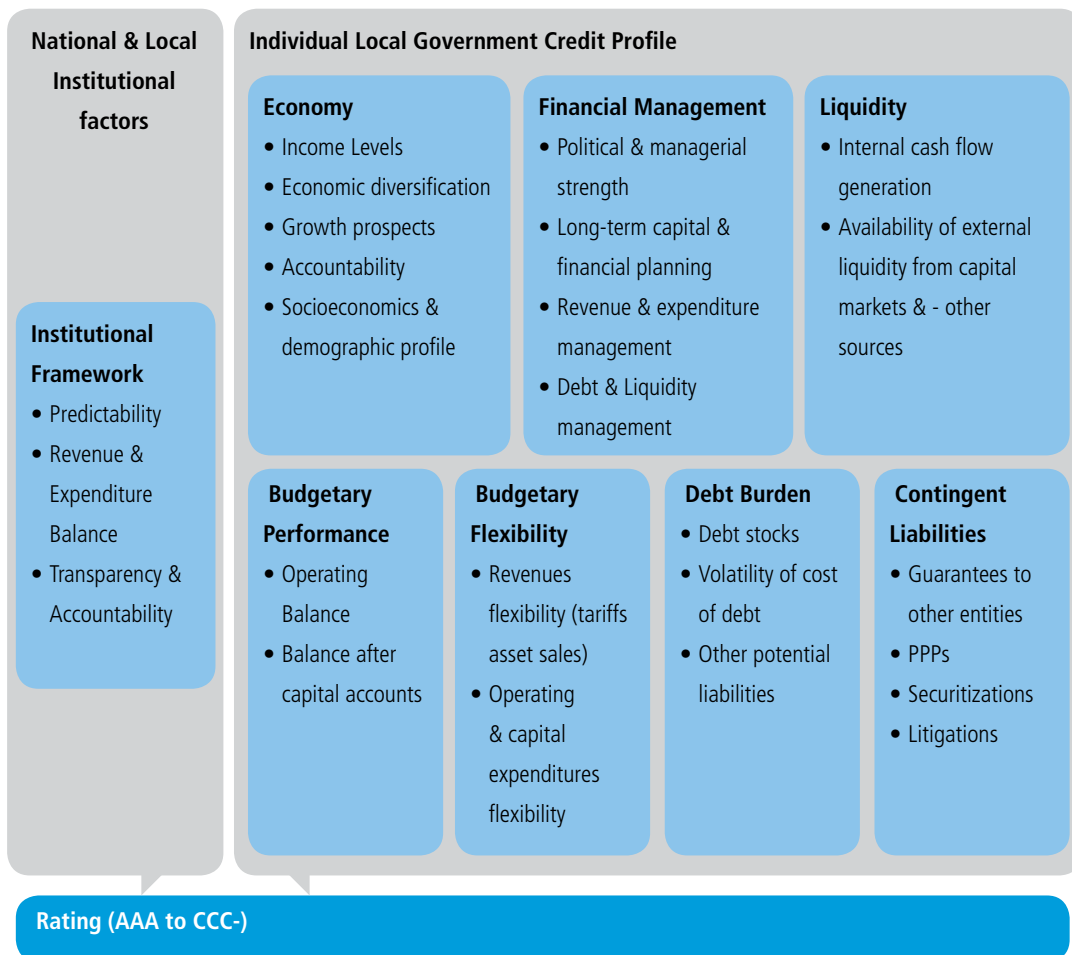 National & Local
Institutional
factors
Institutional
Framework
• Predictability
• Revenue &
Expenditure
Balance
• Transparency &
Accountability
Individual Local Government Credit Profile
Economy
• Income Levels
• Economic diversification
• Growth prospects
• Accountability
• Socioeconomics &
demographic profile
Financial Management
• Political & managerial
strength
• Long-term capital &
financial planning
• Revenue & expenditure
management
• Debt & Liquidity
management
Liquidity
• Internal cash flow
generation
• Availability of external
liquidity from capital
markets & - other
sources
Budgetary
Performance
• Operating
Balance
• Balance after
capital accounts
Budgetary
Flexibility
• Revenues
flexibility (tariffs
asset sales)
• Operating
& capital
expenditures
flexibility
Debt Burden
• Debt stocks
• Volatility of cost
of debt
• Other potential
liabilities
Contingent
Liabilities
• Guarantees to
other entities
• PPPs
• Securitizations
• Litigations
Rating (AAA to CCC-)